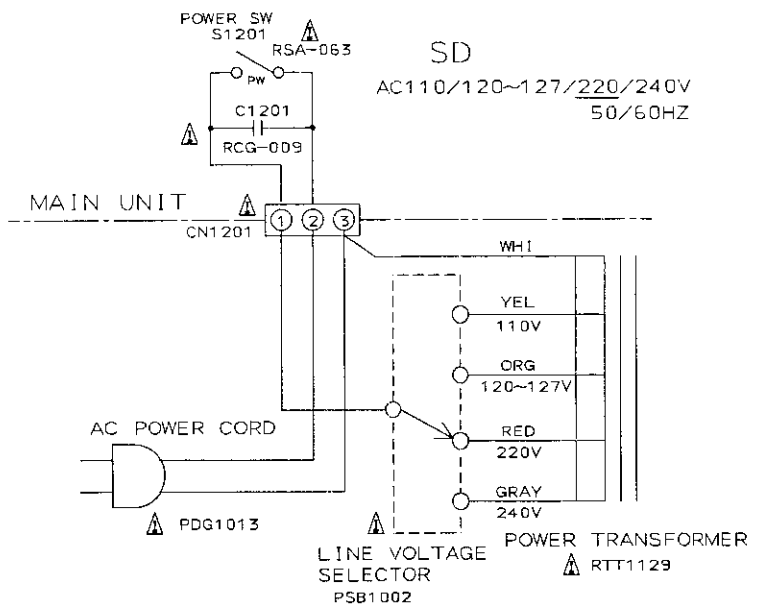 POWER SW
S1201
RSA-063
PW
C1201
RCG-009
SD
AC110/120~127/220/240V
50/60HZ
MAIN UNIT
CN1201
1 2 3
WHI
YEL
110V
ORG
120~127V
RED
220V
GRAY
240V
AC POWER CORD
PDG1013
LINE VOLTAGE
SELECTOR
PSB1002
POWER TRANSFORMER
RTT1129